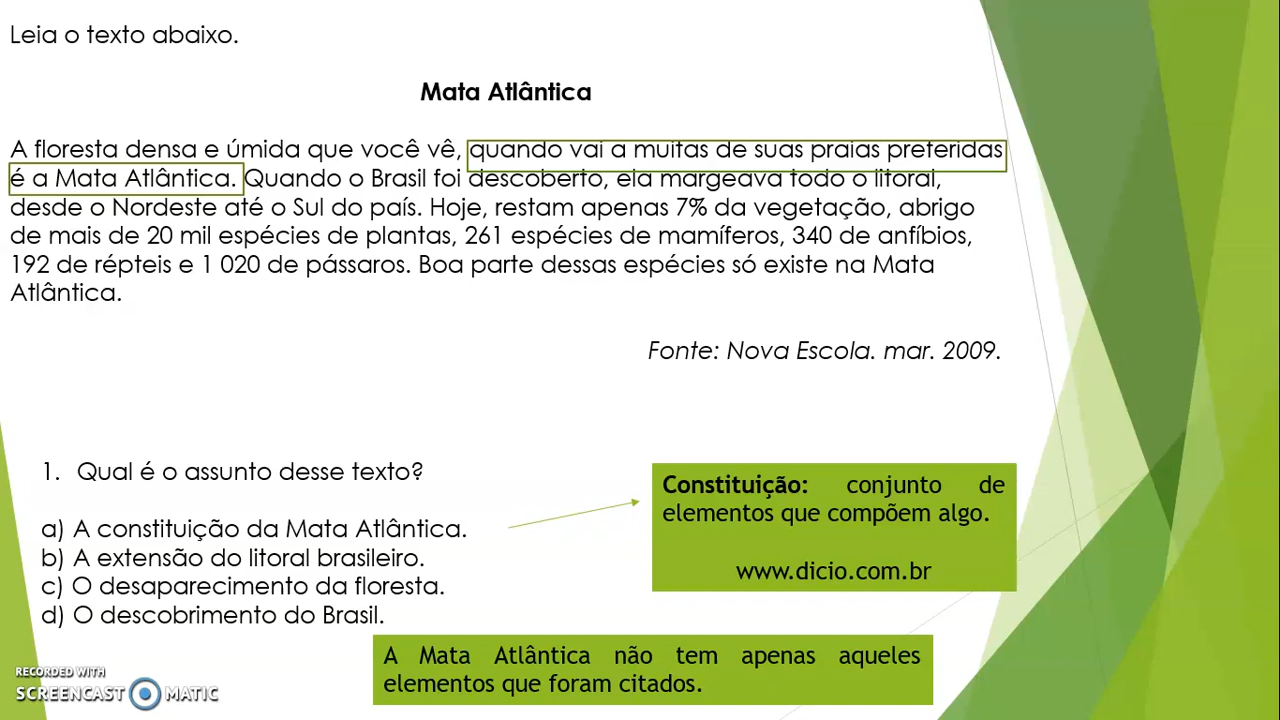 Leia o texto abaixo.
Mata Atlântica
A floresta densa e úmida que você vê, quando vai a muitas de suas praias preferidas
é a Mata Atlântica. Quando o Brasil foi descoberto, ela margeava todo o litoral,
desde o Nordeste até o Sul do país. Hoje, restam apenas 7% da vegetação, abrigo
de mais de 20 mil espécies de plantas, 261 espécies de mamíferos, 340 de anfíbios,
192 de répteis e 1 020 de pássaros. Boa parte dessas espécies só existe na Mata
Atlântica.
Fonte: Nova Escola. mar. 2009.
1. Qual é o assunto desse texto?
a) A constituição da Mata Atlântica.
b) A extensão do litoral brasileiro.
c) O desaparecimento da floresta.
d) O descobrimento do Brasil.
Constituição: conjunto de
elementos que compõem algo.
www.dicio.com.br
A Mata Atlântica não tem apenas aqueles
elementos que foram citados.
RECORDED WITH
SCREENCAST MATIC